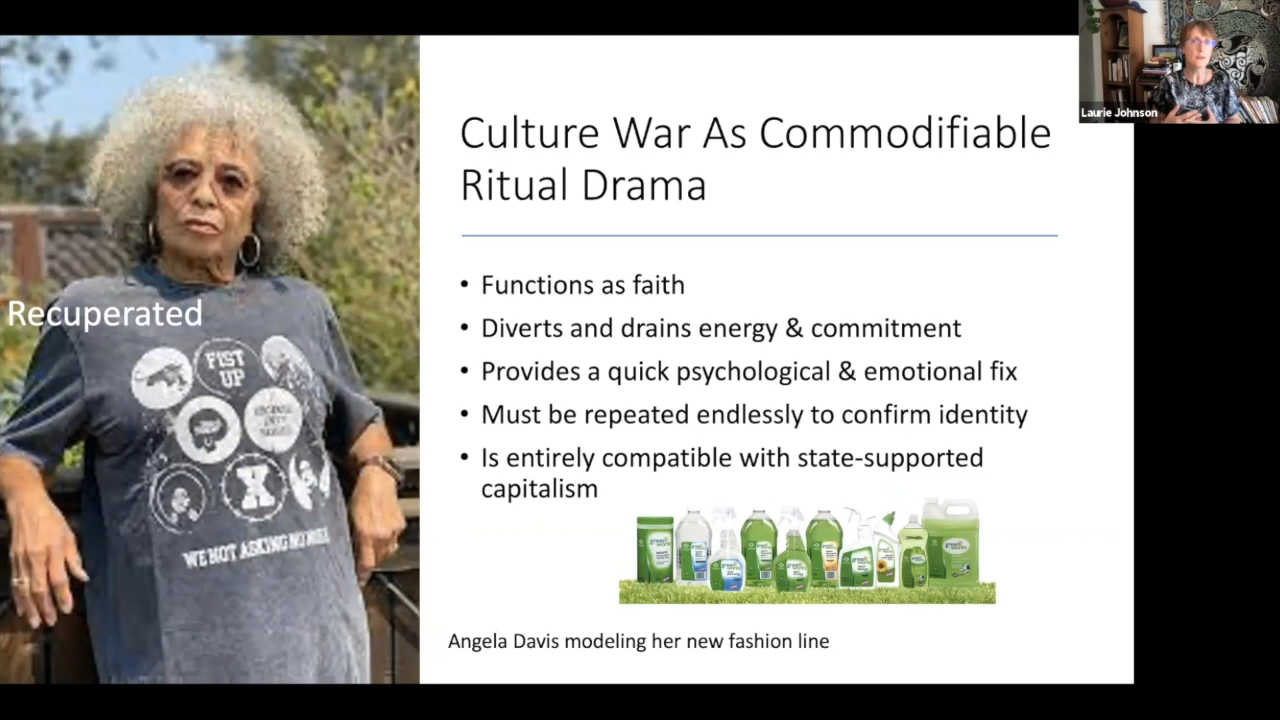 Laurie Johnson
Culture War As Commodifiable
Ritual Drama
Recuperated
• Functions as faith
• Diverts and drains energy & commitment
• Provides a quick psychological & emotional fix
• Must be repeated endlessly to confirm identity
• Is entirely compatible with state-supported
capitalism
FIST
UP
X
WE NOT ASKING NO MORE
green
works
Angela Davis modeling her new fashion line